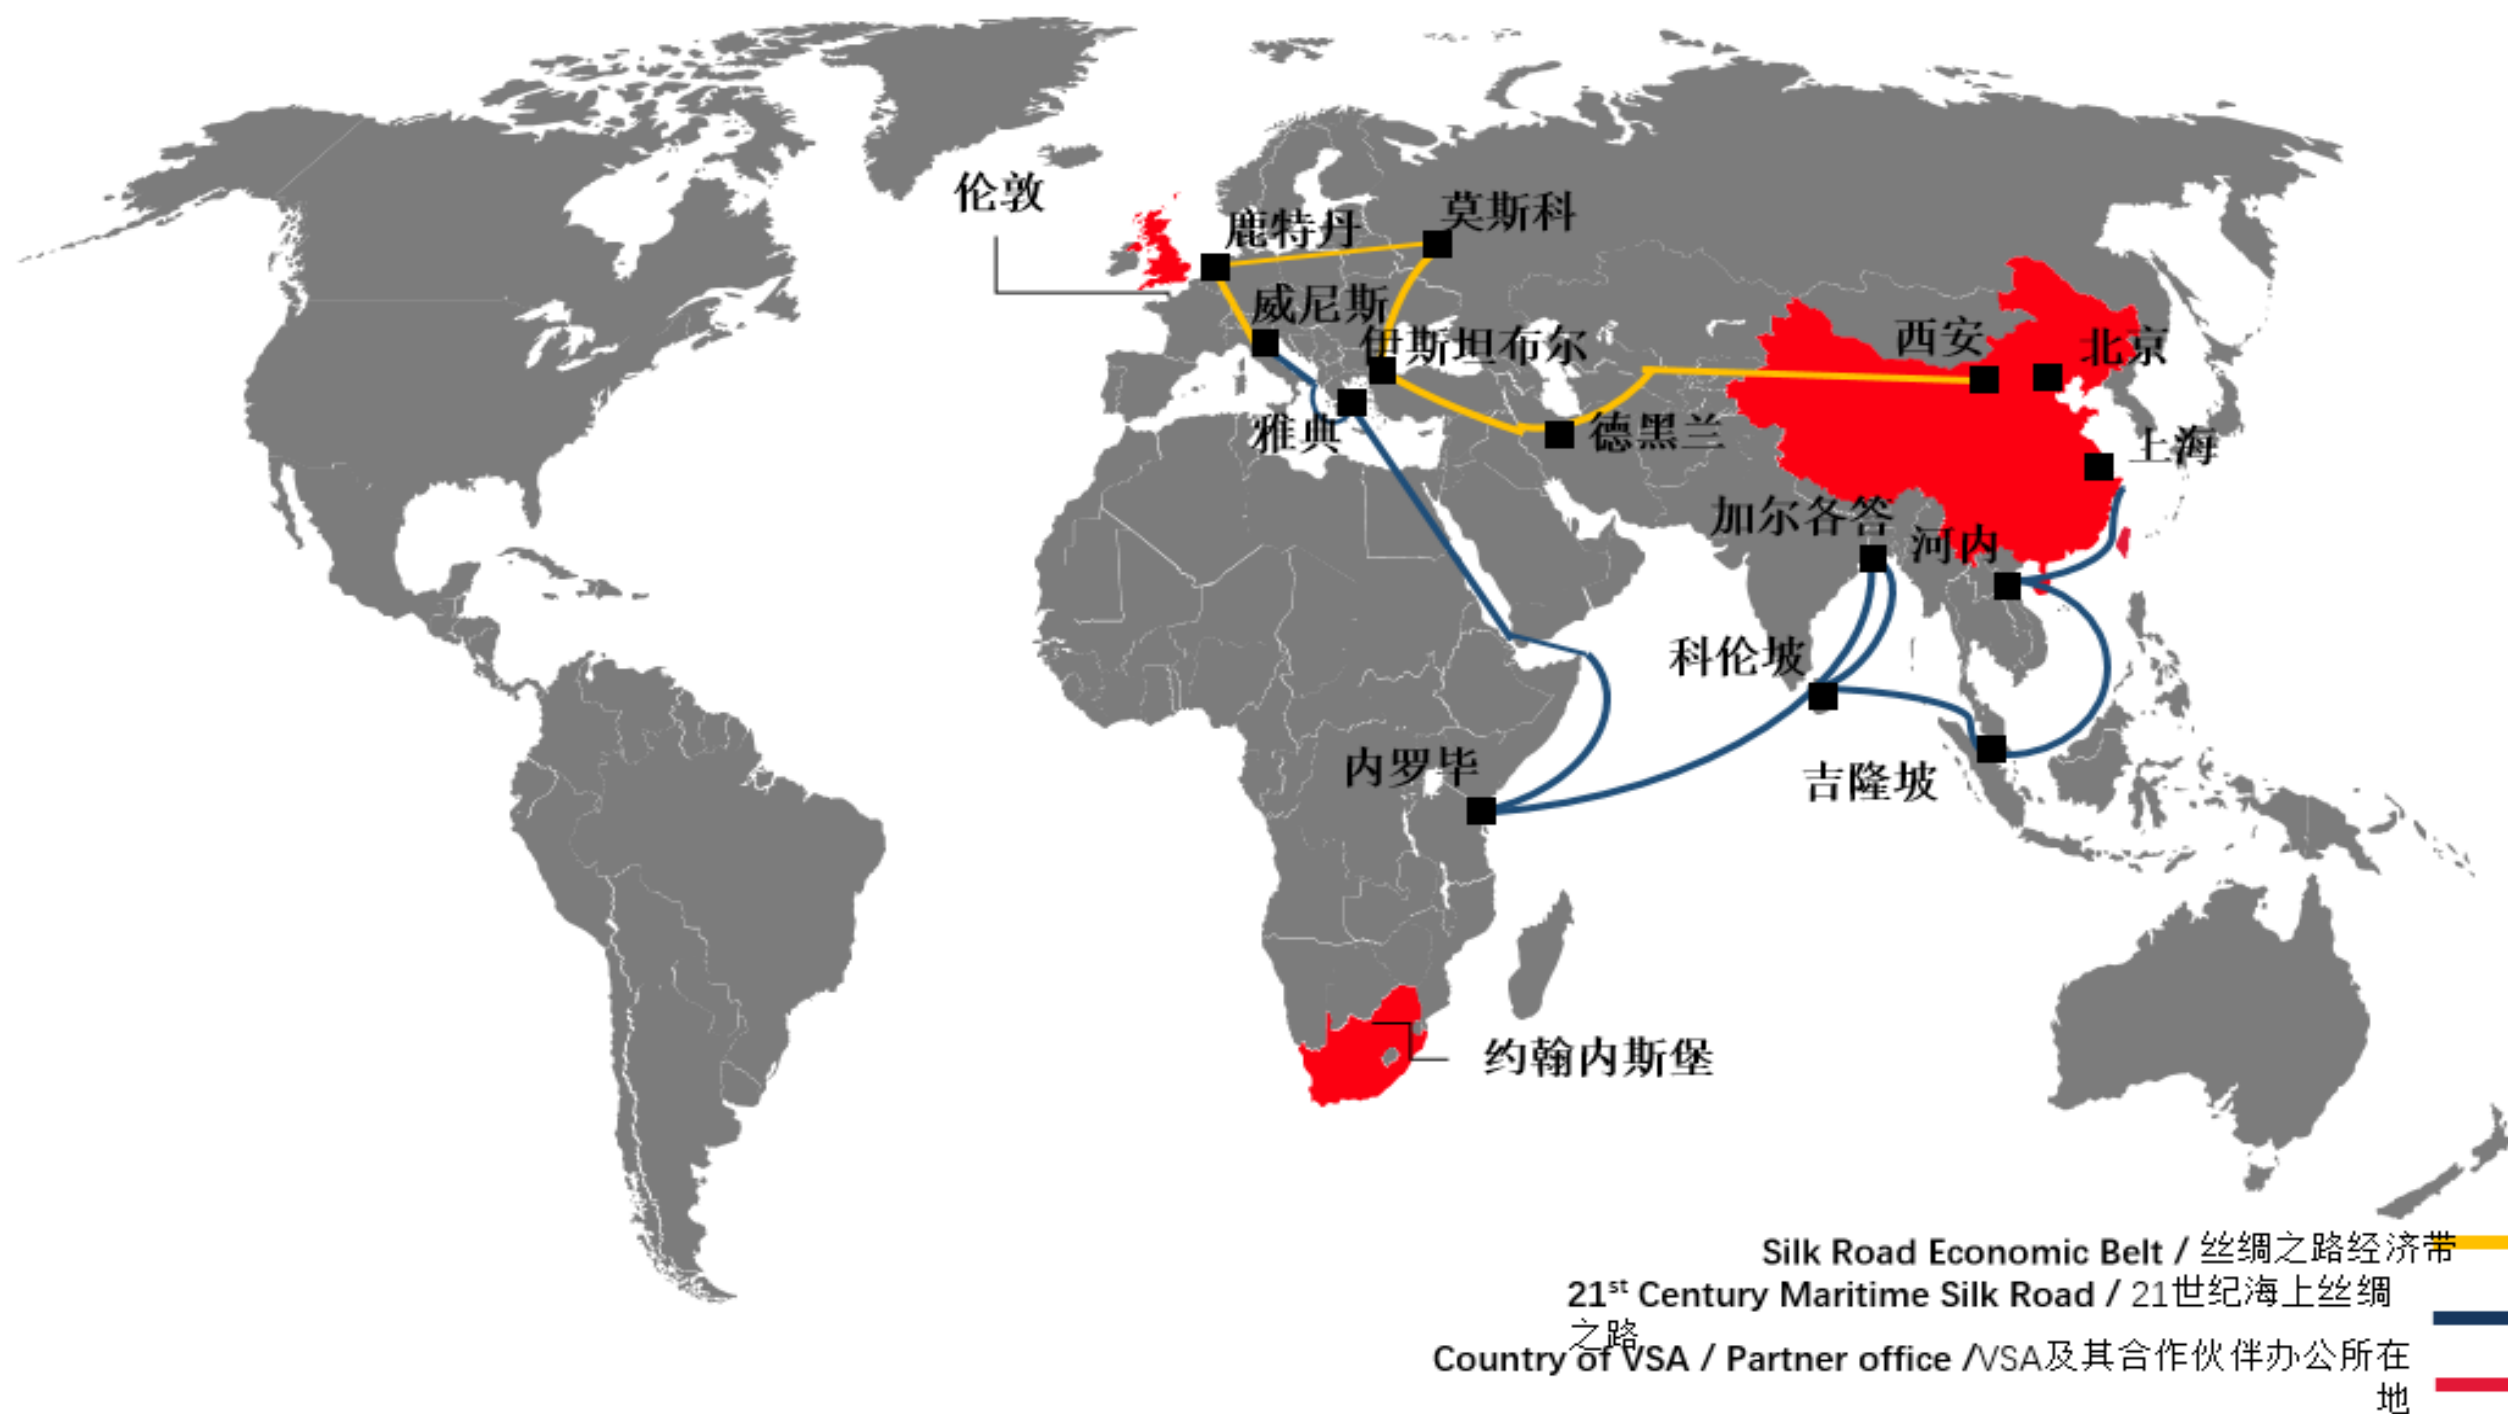 伦敦
鹿特丹
莫斯科
威尼斯
伊斯坦布尔
西安
北京
雅典
德黑兰
上海
加尔各答
河内
科伦坡
内罗毕
吉隆坡
约翰内斯堡
Silk Road Economic Belt / 丝绸之路经济带
21st Century Maritime Silk Road / 21世纪海上丝绸
之路
Country of VSA / Partner office /VSA及其合作伙伴办公所在
地